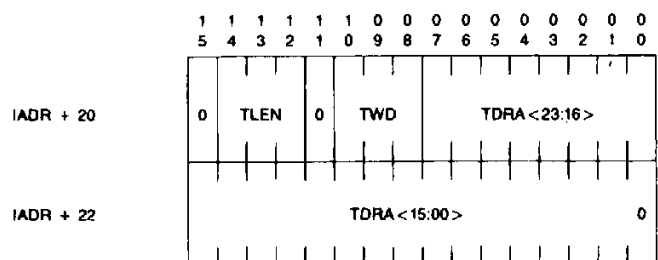 1 1 1 1 1 1 0 0 0 0 0 0 0 0 0 0
5 4 3 2 1 0 9 8 7 6 5 4 3 2 1 0
IADR + 20 0 TLEN 0 TWD TDRA<23:16>
IADR + 22 TDRA<15:00> 0